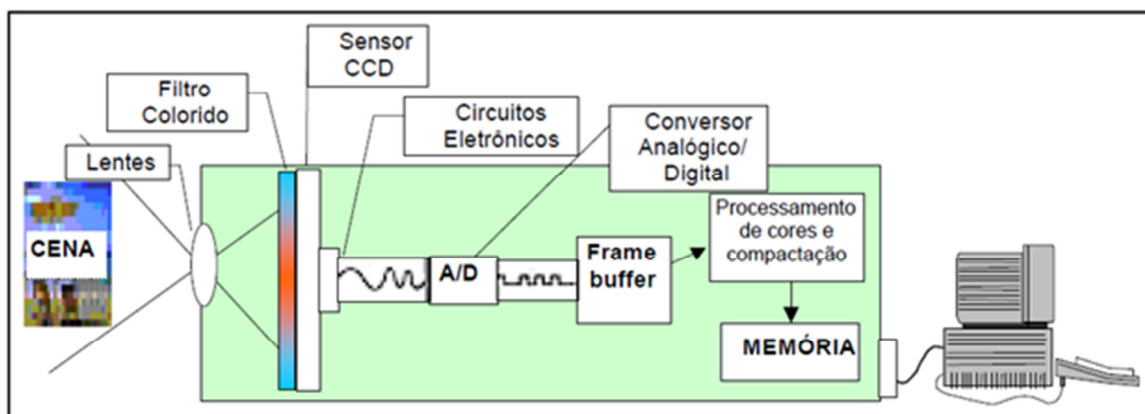 Sensor
CCD
Filtro
Colorido
Circuitos
Eletrônicos
Conversor
Analógico/
Digital
Lentes
CENA
Processamento
de cores e
compactação
A/D
Frame
buffer
MEMÓRIA